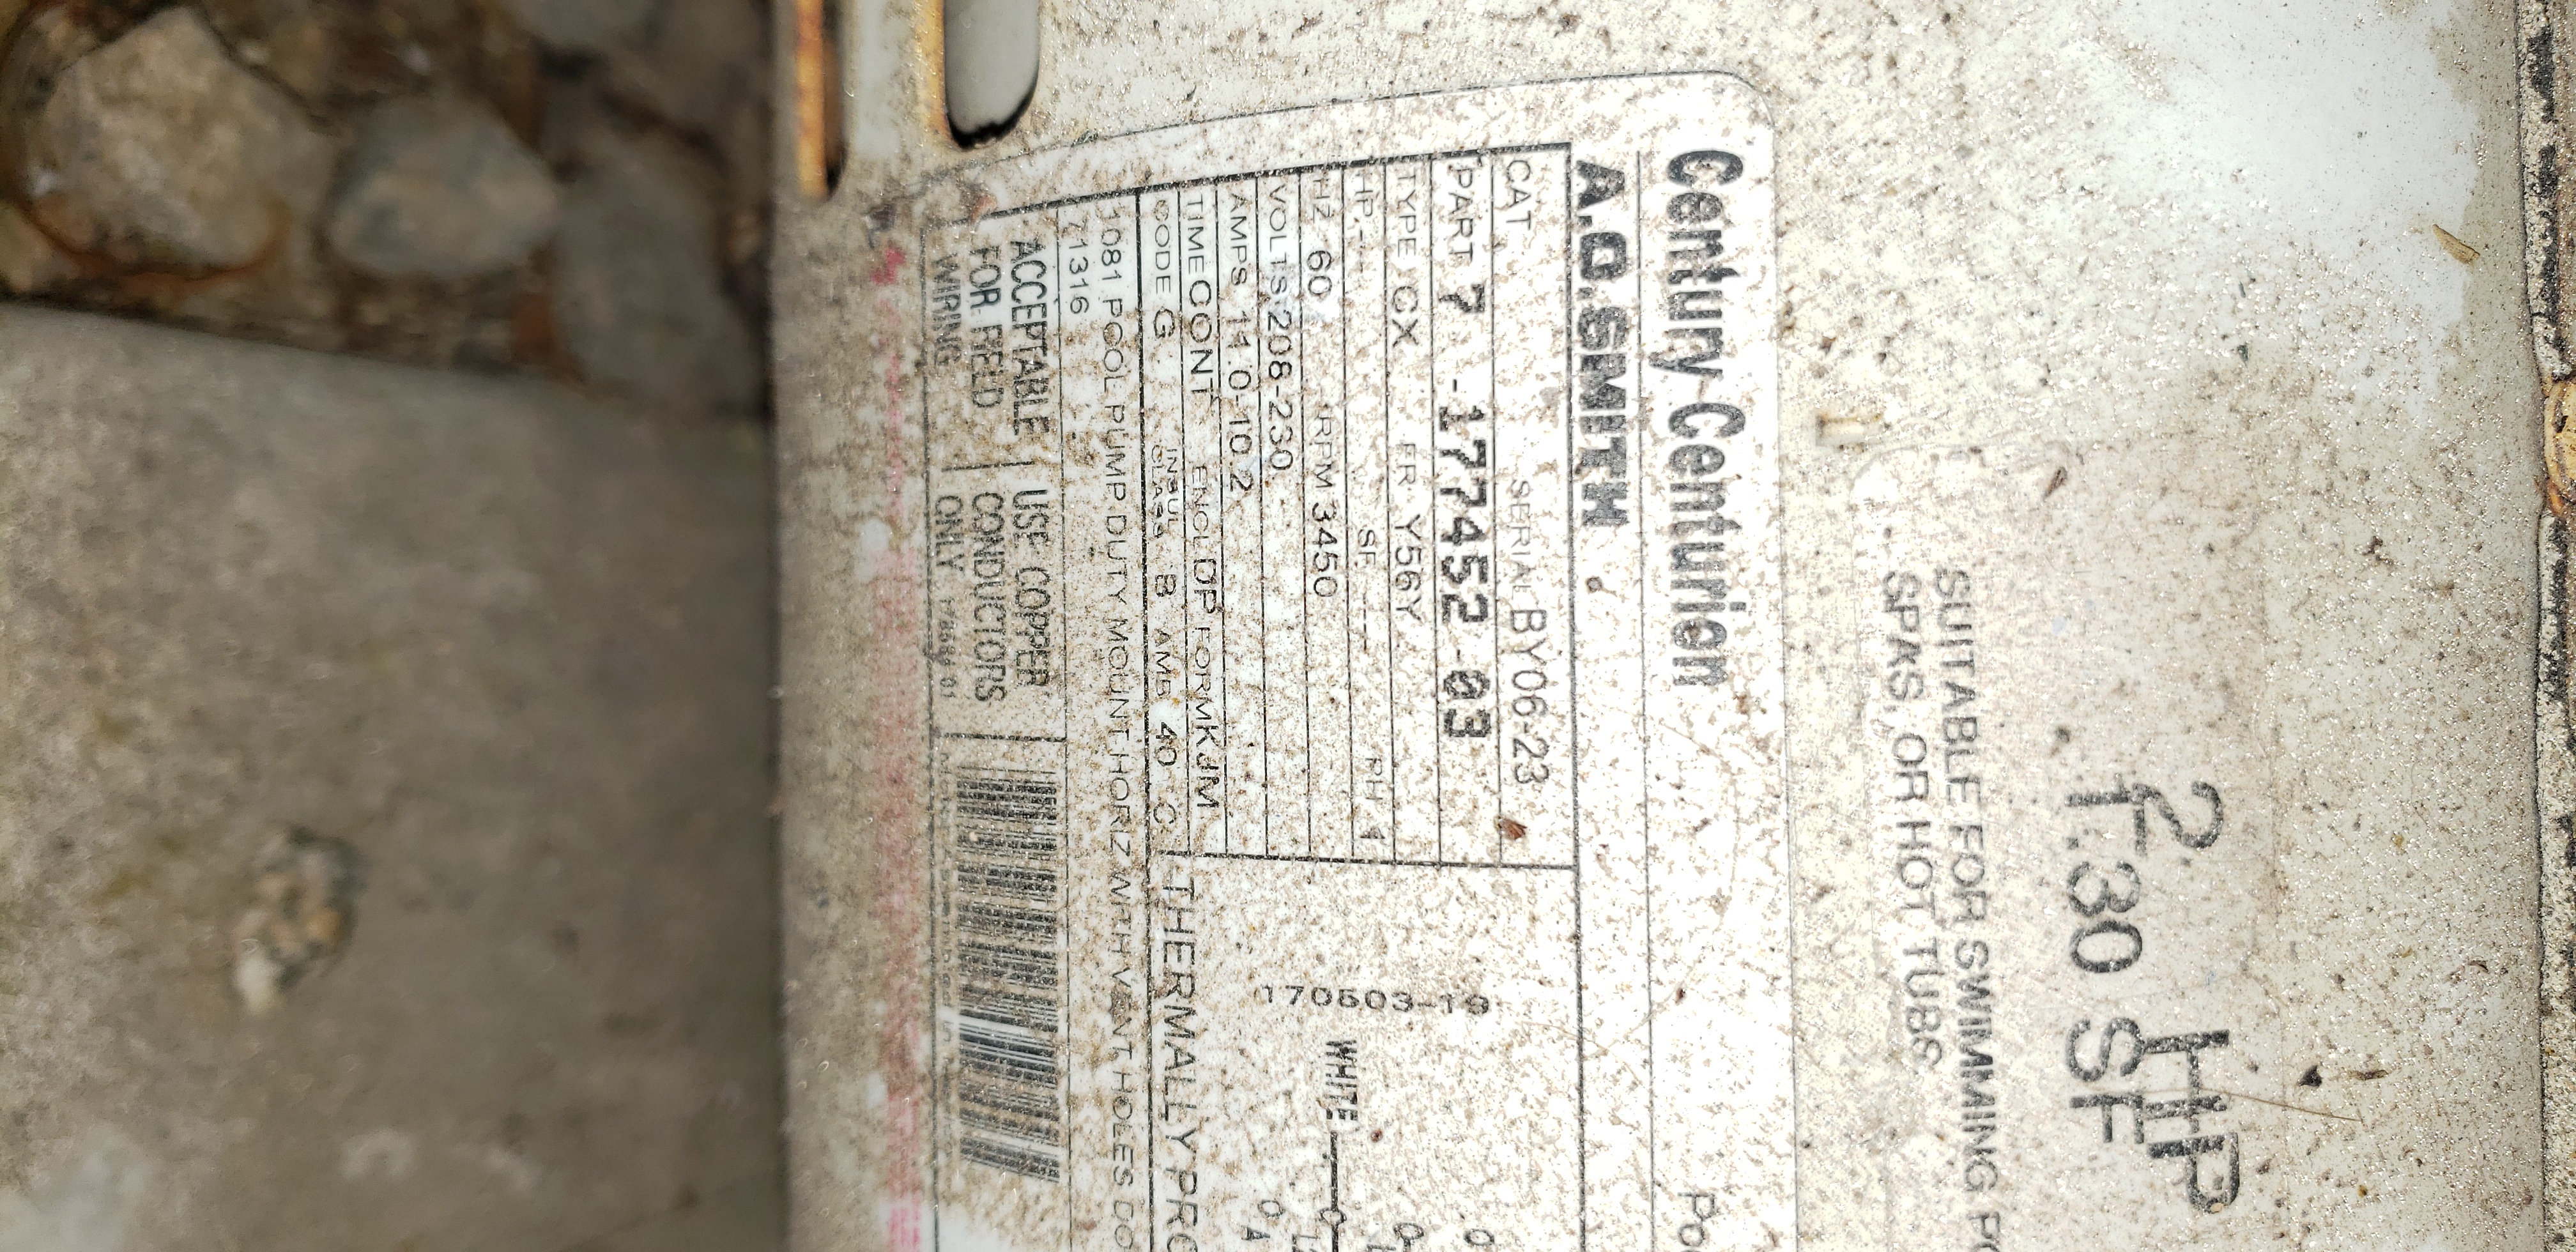 2 HP
1.30 SF
SUITABLE FOR SWIMMING
SPAS, OR HOT TUBS
Century Centurion
A.O.SMITH
CAT SERIAL BY06-23
PART 7-177452-03
TYPE CX FR Y56Y
HP --- SF --- PH 1
HZ 60 RPM 3450
VOLTS 208-230
AMPS 11.0-10.2
TIME CONT ENCL DP FORM KJM
CODE G INSUL CLASS B AMB 40 C
1081 POOL PUMP DUTY MOUNT HORZ WITH VENT HOLES DO
71316
ACCEPTABLE
FOR FIELD
WIRING
USE COPPER
CONDUCTORS
ONLY
THERMALLY
170503-19
WHITE